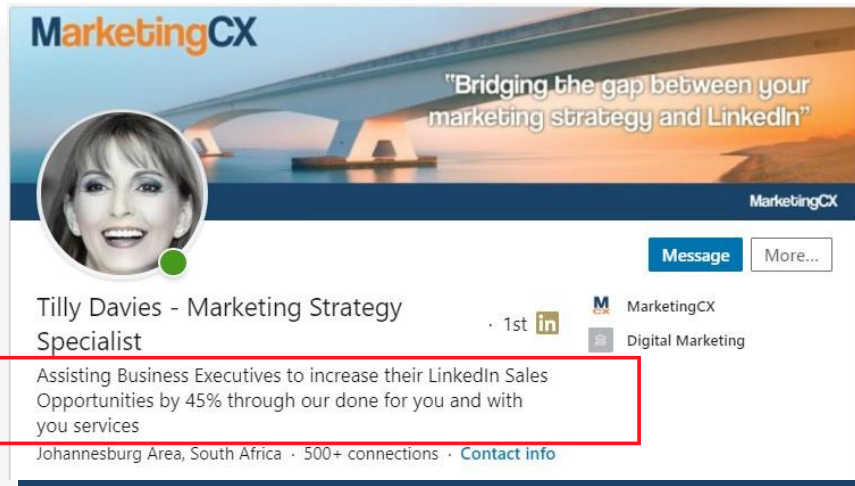 MarketingCX
"Bridging the gap between your
marketing strategy and LinkedIn"
MarketingCX
Message
More...
Tilly Davies - Marketing Strategy
Specialist
· 1st in
M
CX
MarketingCX
Digital Marketing
Assisting Business Executives to increase their LinkedIn Sales
Opportunities by 45% through our done for you and with
you services
Johannesburg Area, South Africa · 500+ connections · Contact info